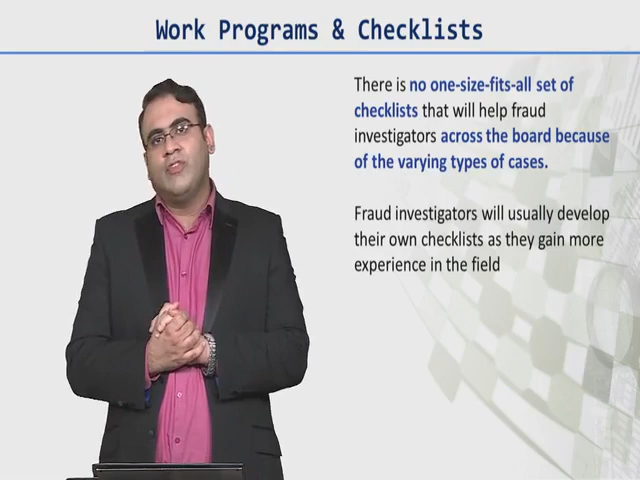 Work Programs & Checklists
There is no one-size-fits-all set of
checklists that will help fraud
investigators across the board because
of the varying types of cases.
Fraud investigators will usually develop
their own checklists as they gain more
experience in the field